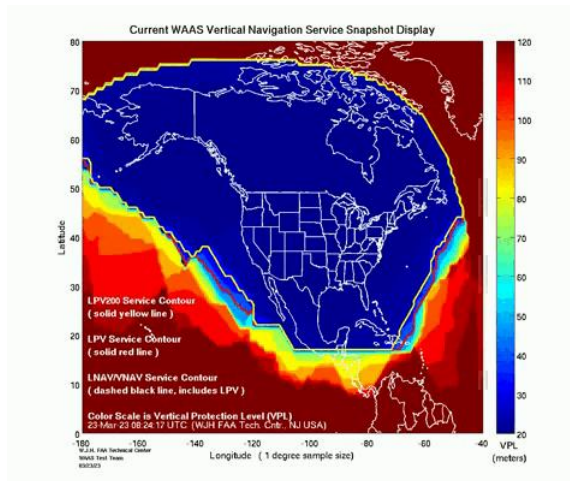 Current WAAS Vertical Navigation Service Snapshot Display
80
70
60
50
40
30
20
10
0
Latitude
LPV200 Service Contour
( solid yellow line )
LPV Service Contour
( solid red line )
LNAV/VNAV Service Contour
( dashed black line, includes LPV )
Color Scale is Vertical Protection Level (VPL)
23-Mar-23 08:24:17 UTC (WJH FAA Tech. Cntr., NJ USA)
-180 -160 -140 -120 -100 -80 -60 -40
Longitude ( 1 degree sample size)
W.J.H. FAA Technical Center
WAAS Test Team
03/23/23
120
110
100
90
80
70
60
50
40
30
20
VPL
(meters)